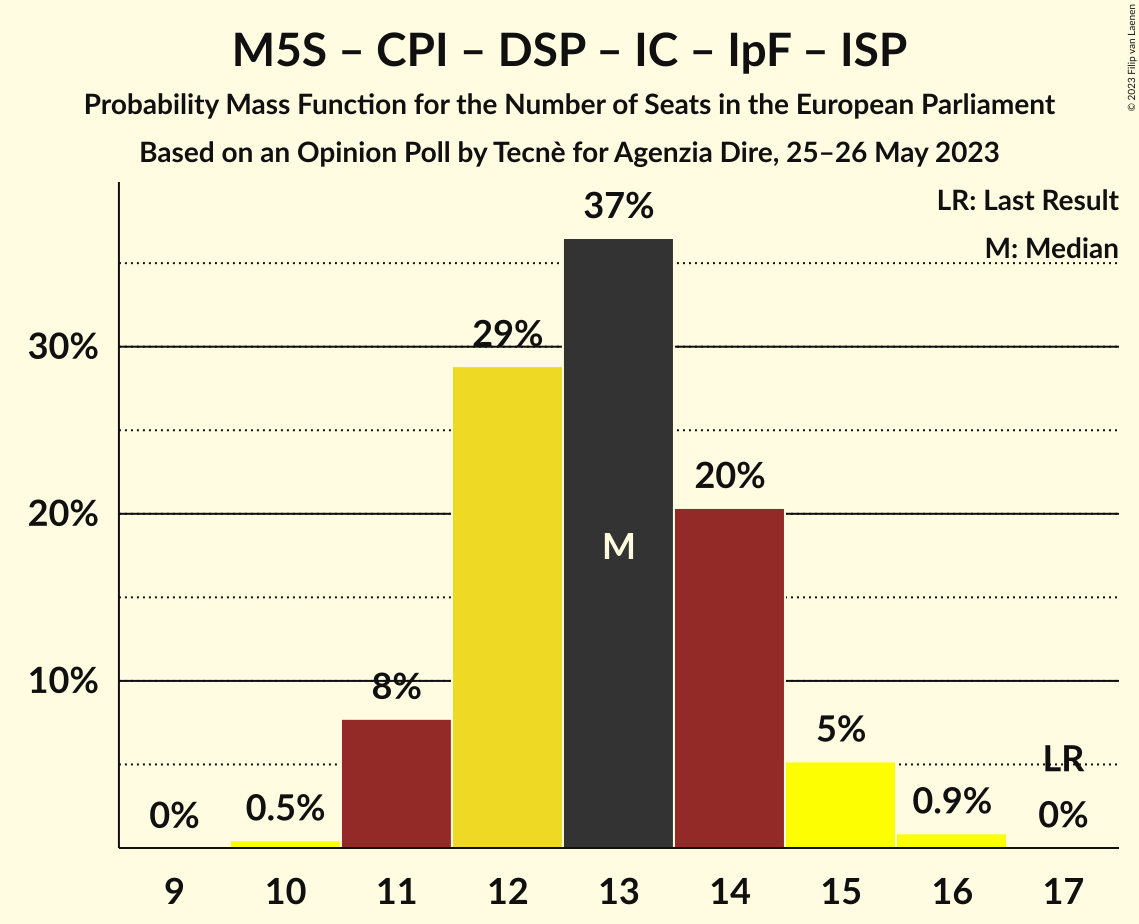 M5S – CPI – DSP – IC – IpF – ISP
Probability Mass Function for the Number of Seats in the European Parliament
Based on an Opinion Poll by Tecnè for Agenzia Dire, 25–26 May 2023
© 2023 Filip van Laenen
LR: Last Result
M: Median
37%
30%
29%
20%
20%
M
10%
8%
5%
LR
0%
0.5%
0.9%
0%
9 10 11 12 13 14 15 16 17